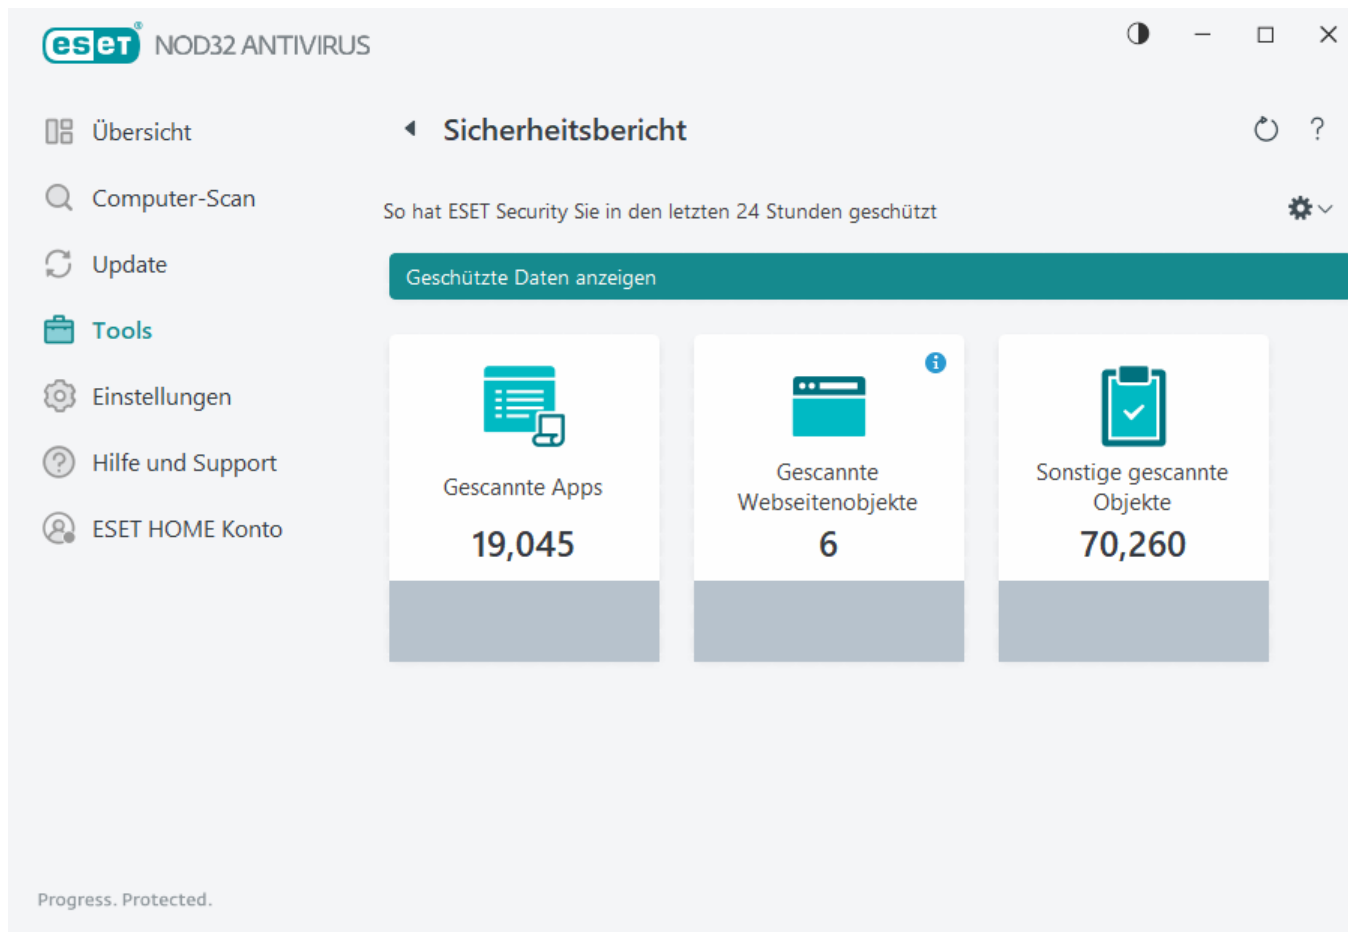 eset® NOD32 ANTIVIRUS
Übersicht
Computer-Scan
Update
Tools
Einstellungen
Hilfe und Support
ESET HOME Konto
Sicherheitsbericht
?
So hat ESET Security Sie in den letzten 24 Stunden geschützt
Geschützte Daten anzeigen
Gescannte Apps
19,045
Gescannte
Webseitenobjekte
6
Sonstige gescannte
Objekte
70,260
Progress. Protected.